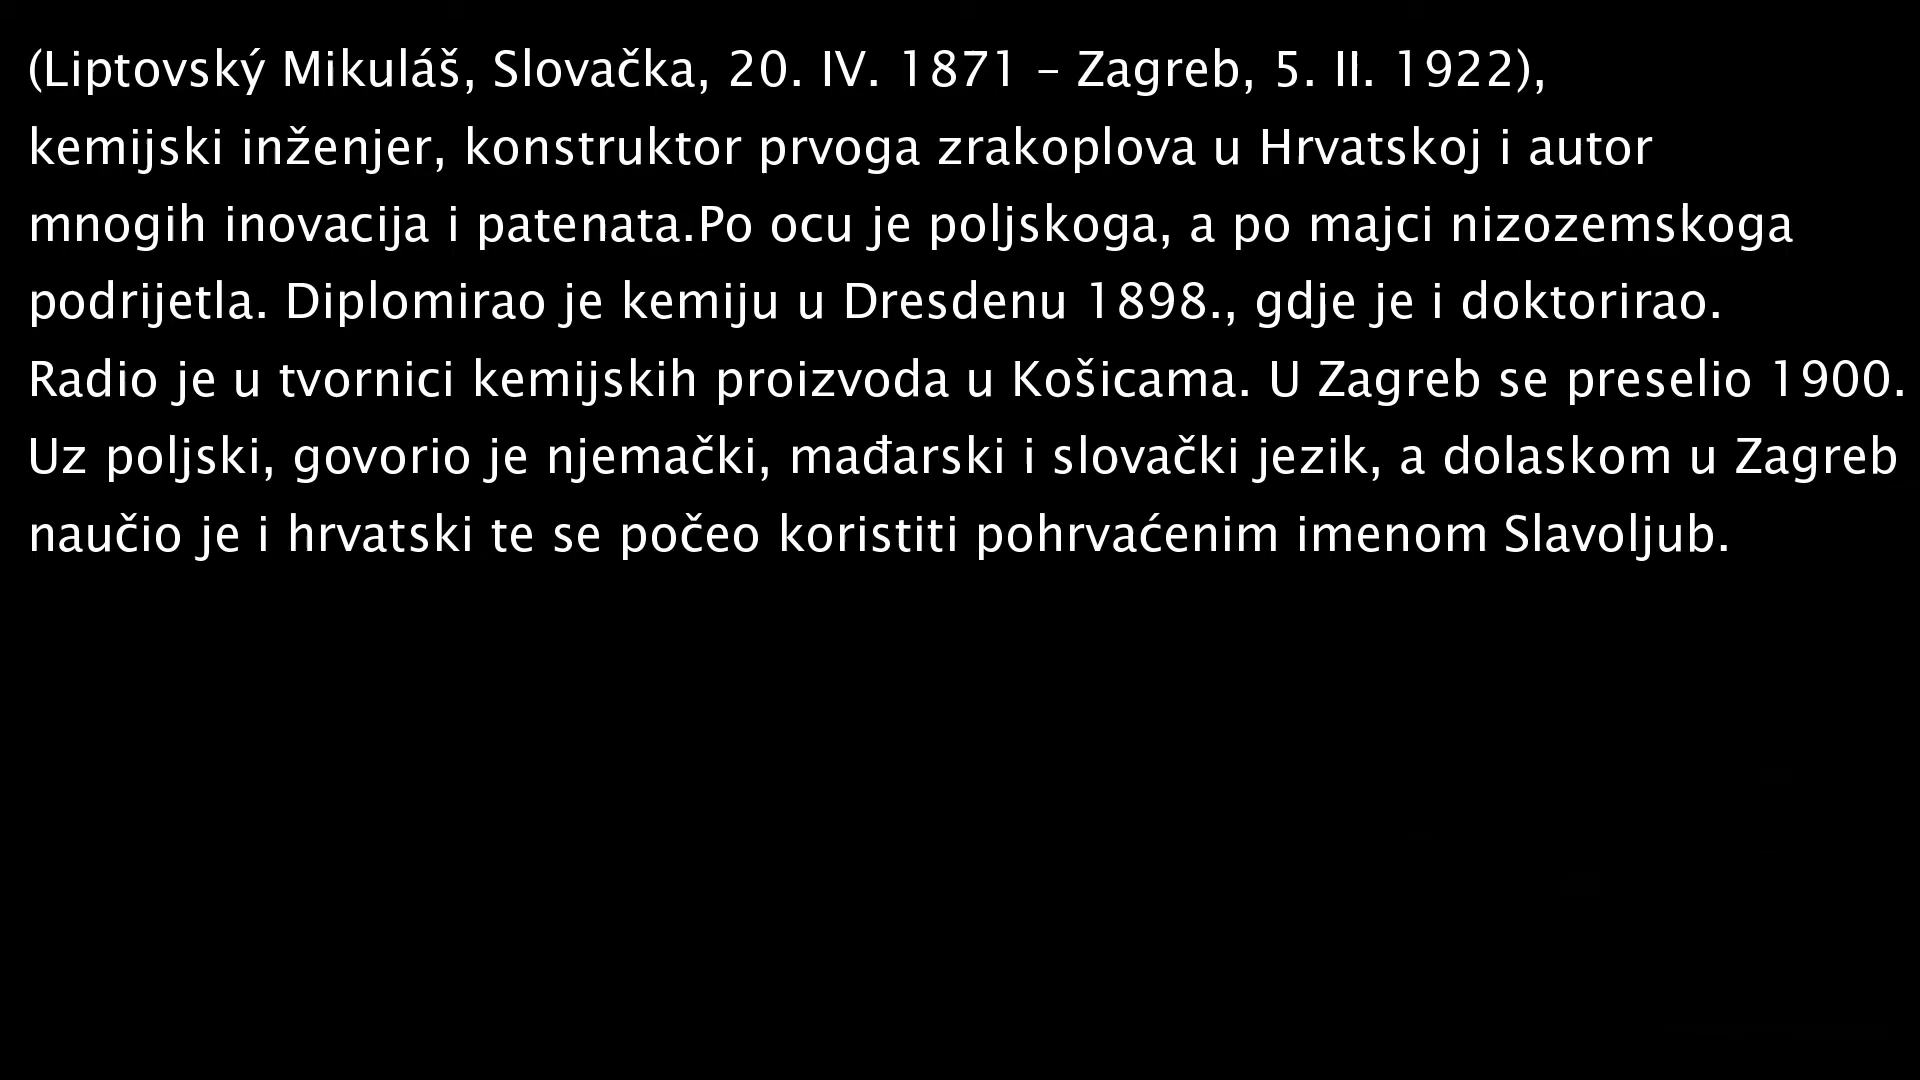 (Liptovský Mikuláš, Slovačka, 20. IV. 1871 – Zagreb, 5. II. 1922),
kemijski inženjer, konstruktor prvoga zrakoplova u Hrvatskoj i autor
mnogih inovacija i patenata.Po ocu je poljskoga, a po majci nizozemskoga
podrijetla. Diplomirao je kemiju u Dresdenu 1898., gdje je i doktorirao.
Radio je u tvornici kemijskih proizvoda u Košicama. U Zagreb se preselio 1900.
Uz poljski, govorio je njemački, mađarski i slovački jezik, a dolaskom u Zagreb
naučio je i hrvatski te se počeo koristiti pohrvaćenim imenom Slavoljub.